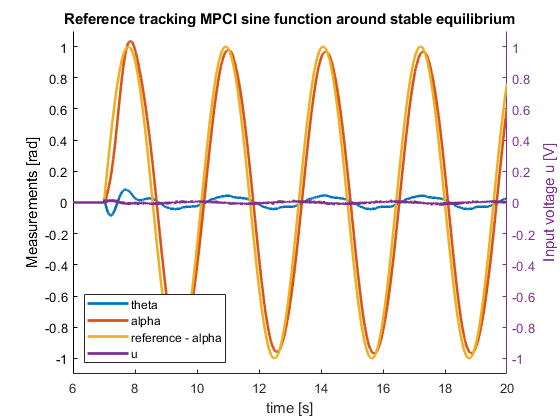 Reference tracking MPCI sine function around stable equilibrium
1
0.8
0.6
0.4
0.2
0
-0.2
-0.4
-0.6
-0.8
-1
Measurements [rad]
1
0.8
0.6
0.4
0.2
0
-0.2
-0.4
-0.6
-0.8
-1
Input voltage u [V]
theta
alpha
reference - alpha
u
6 8 10 12 14 16 18 20
time [s]